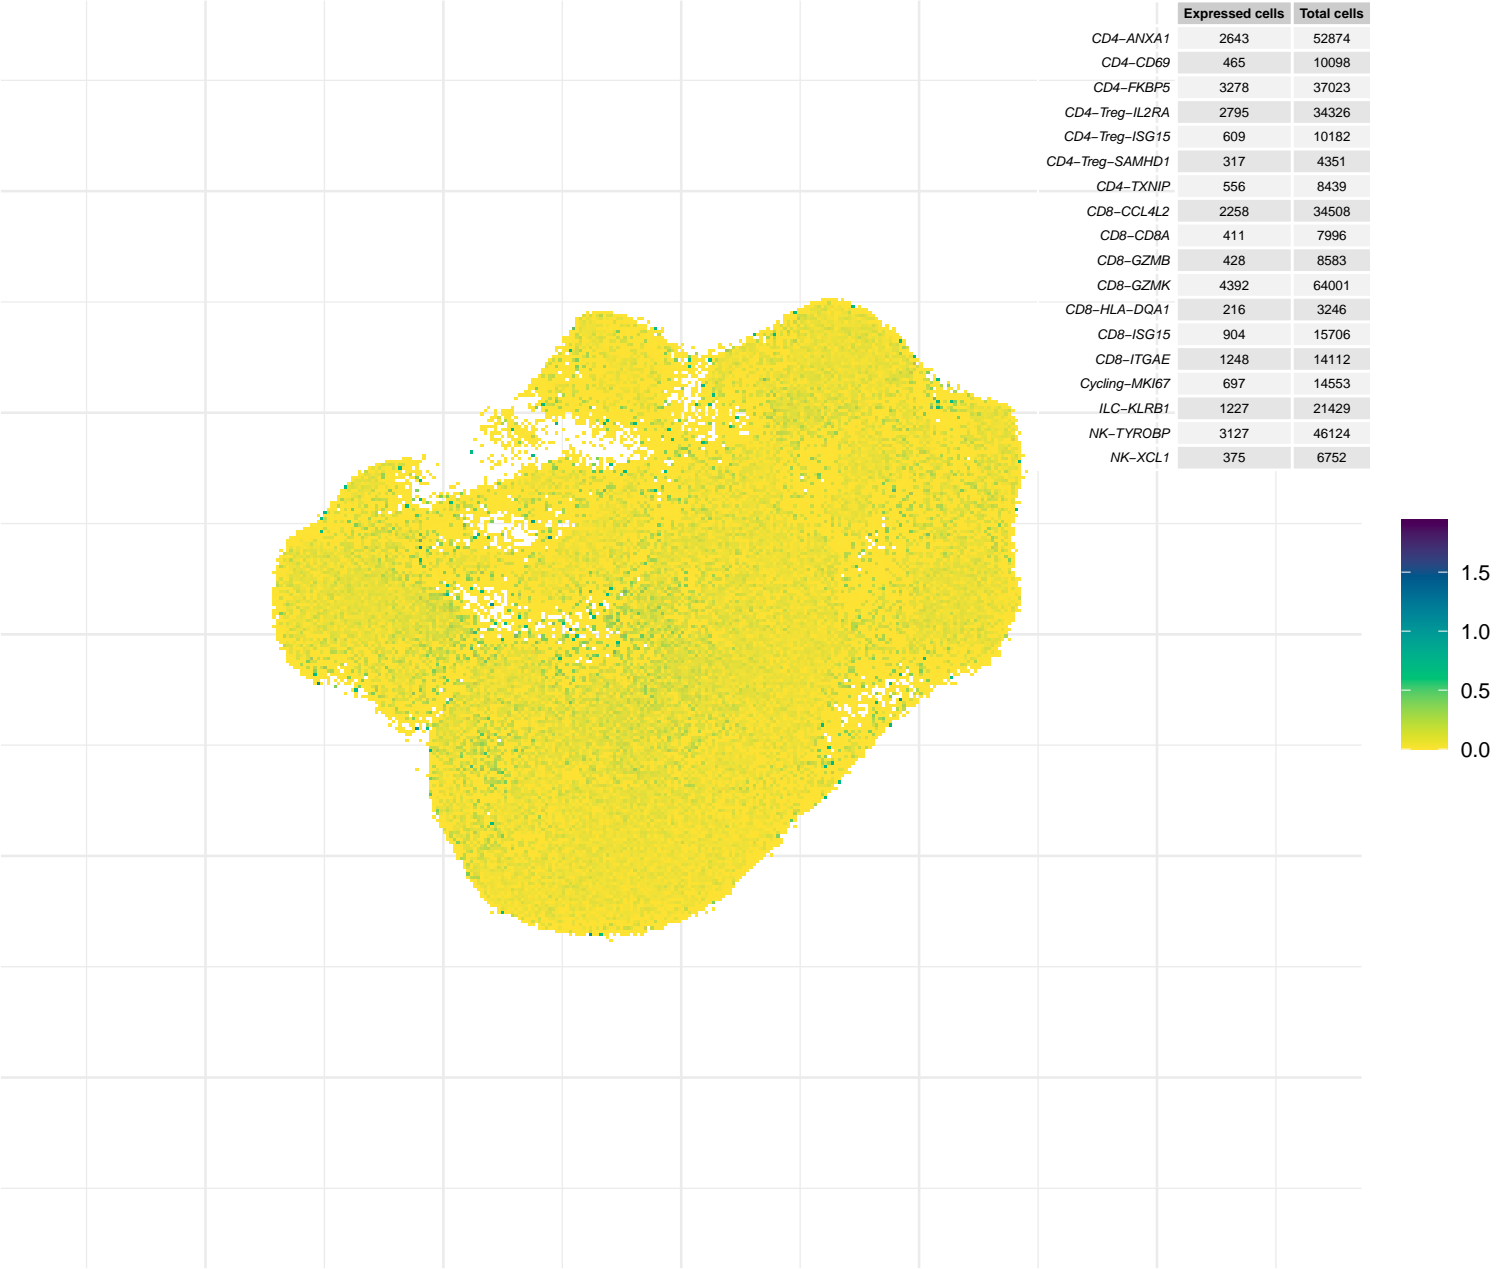 Expressed cells Total cells
CD4−ANXA1 2643 52874
CD4−CD69 465 10098
CD4−FKBP5 3278 37023
CD4−Treg−IL2RA 2795 34326
CD4−Treg−ISG15 609 10182
CD4−Treg−SAMHD1 317 4351
CD4−TXNIP 556 8439
CD8−CCL4L2 2258 34508
CD8−CD8A 411 7996
CD8−GZMB 428 8583
CD8−GZMK 4392 64001
CD8−HLA−DQA1 216 3246
CD8−ISG15 904 15706
CD8−ITGAE 1248 14112
Cycling−MKI67 697 14553
ILC−KLRB1 1227 21429
NK−TYROBP 3127 46124
NK−XCL1 375 6752
1.5
1.0
0.5
0.0